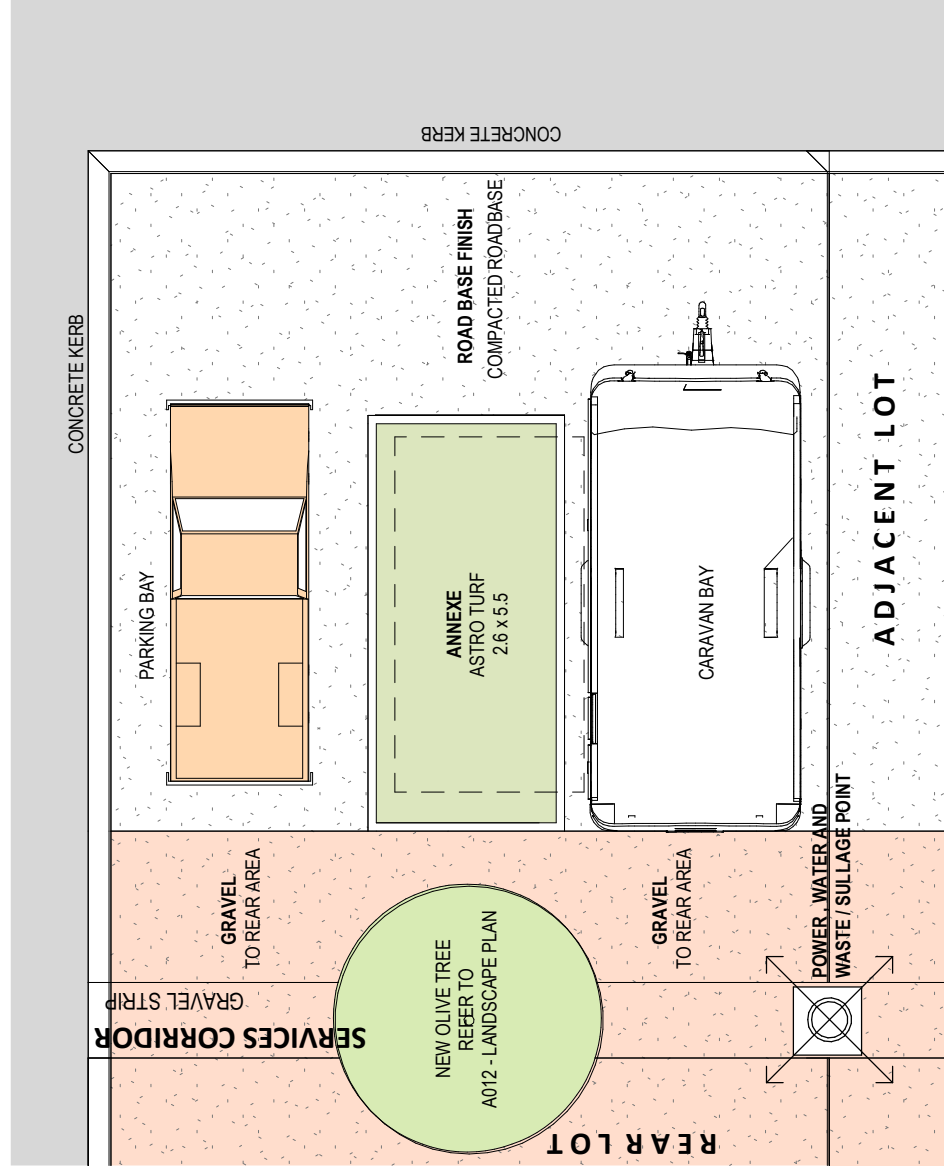 CONCRETE KERB
CONCRETE KERB
ROAD BASE FINISH
COMPACTED ROADBASE
PARKING BAY
ANNEXE
ASTRO TURF
2.6 x 5.5
CARAVAN BAY
ADJACENT LOT
GRAVEL
TO REAR AREA
GRAVEL
TO REAR AREA
POWER, WATER AND
WASTE / SULLAGE POINT
GRAVEL STRIP
SERVICES CORRIDOR
NEW OLIVE TREE
REFER TO
A012 - LANDSCAPE PLAN
REAR LOT